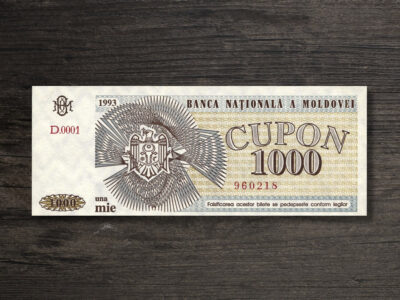 1993
BANCA NAȚIONALĂ A MOLDOVEI
D.0001
CUPON
1000
960218
1000
una
mie
Falsificarea acestor bilete se pedepsește conform legilor